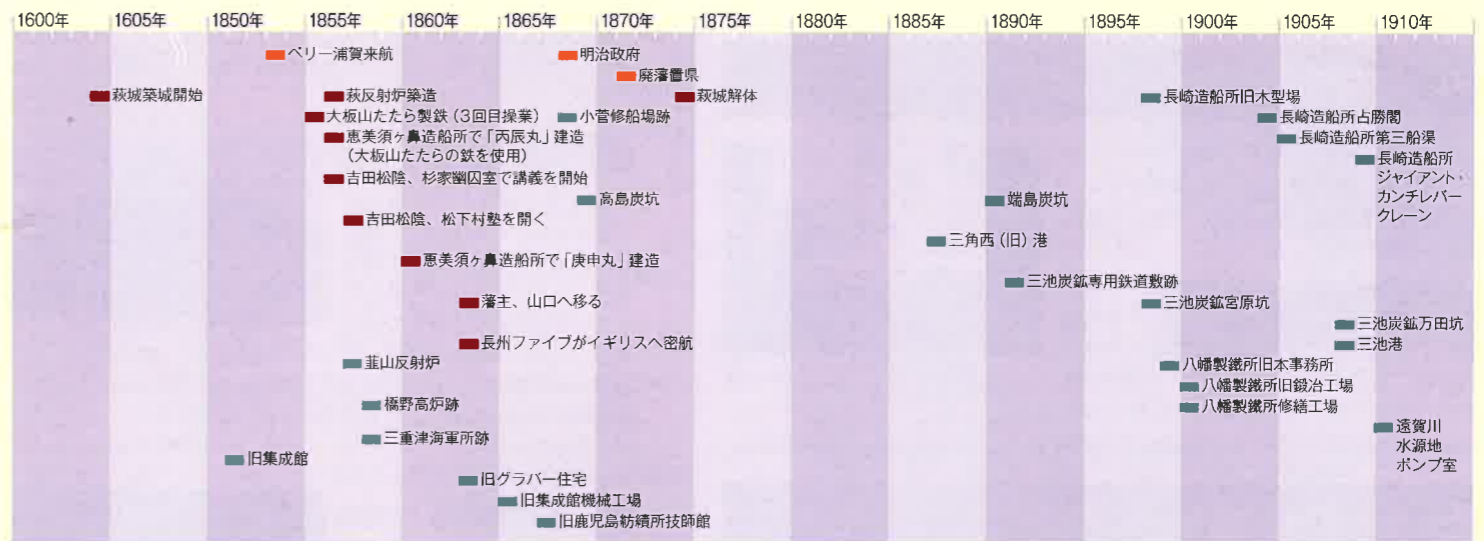 1600年 1605年 1850年 1855年 1860年 1865年 1870年 1875年 1880年 1885年 1890年 1895年 1900年 1905年 1910年
ペリー浦賀来航 明治政府
廃藩置県
萩城築城開始 萩反射炉築造 萩城解体 長崎造船所旧木型場
大板山たたら製鉄（3回目操業） 小菅修船場跡 長崎造船所占勝閣
恵美須ヶ鼻造船所で「丙辰丸」建造 長崎造船所第三船渠
（大板山たたらの鉄を使用） 長崎造船所
ジャイアント・
カンチレバー
クレーン
吉田松陰、杉家幽囚室で講義を開始
高島炭坑 端島炭坑
吉田松陰、松下村塾を開く
三角西（旧）港
恵美須ヶ鼻造船所で「庚申丸」建造
三池炭鉱専用鉄道敷跡
藩主、山口へ移る 三池炭鉱宮原坑
三池炭鉱万田坑
長州ファイブがイギリスへ密航 三池港
韮山反射炉 八幡製鐵所旧本事務所
八幡製鐵所旧鍛冶工場
橋野高炉跡 八幡製鐵所修繕工場
遠賀川
水源地
ポンプ室
三重津海軍所跡
旧集成館
旧グラバー住宅
旧集成館機械工場
旧鹿児島紡績所技師館